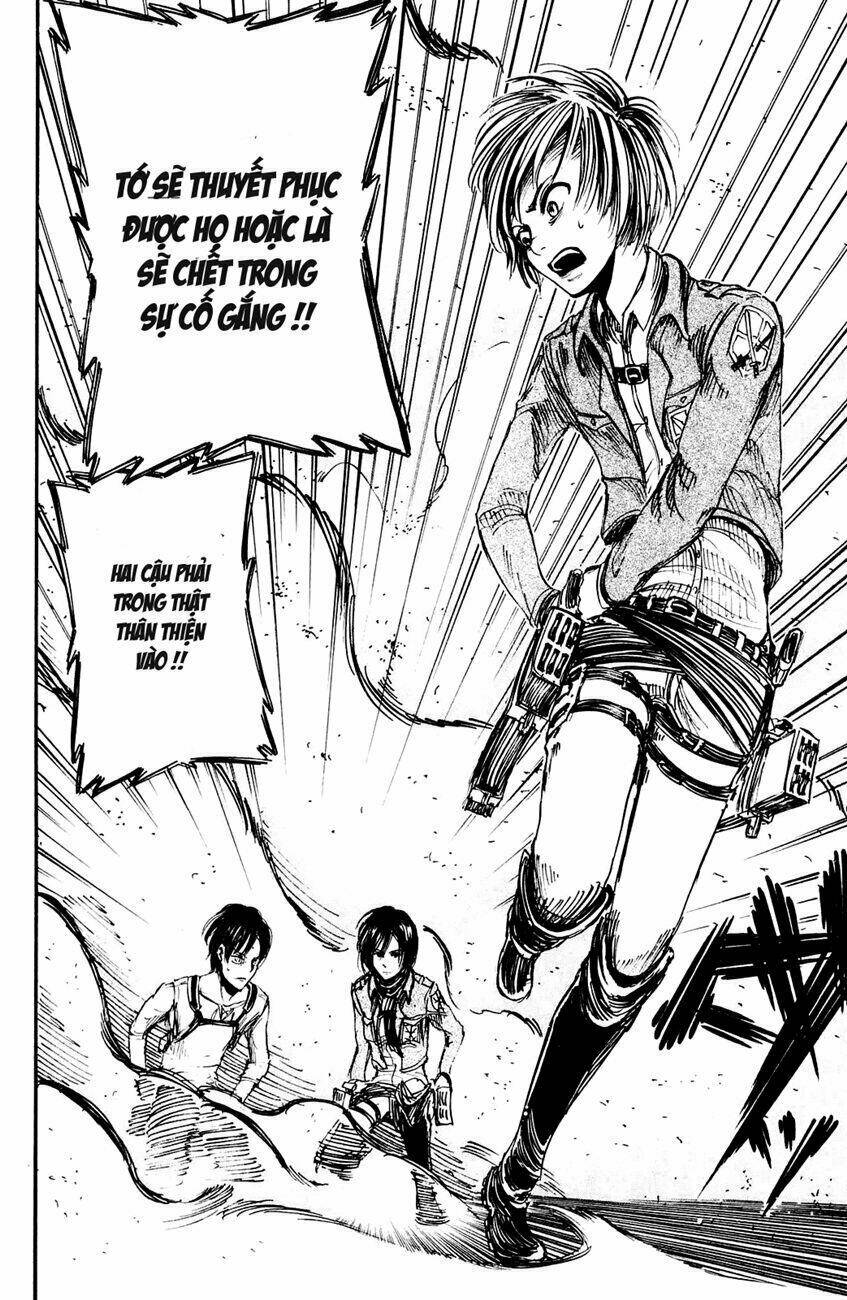 TỚ SẼ THUYẾT PHỤC
ĐƯỢC HỌ HOẶC LÀ
SẼ CHẾT TRONG
SỰ CỐ GẮNG !!
HAI CẬU PHẢI
TRONG THẬT
THÂN THIỆN
VÀO !!